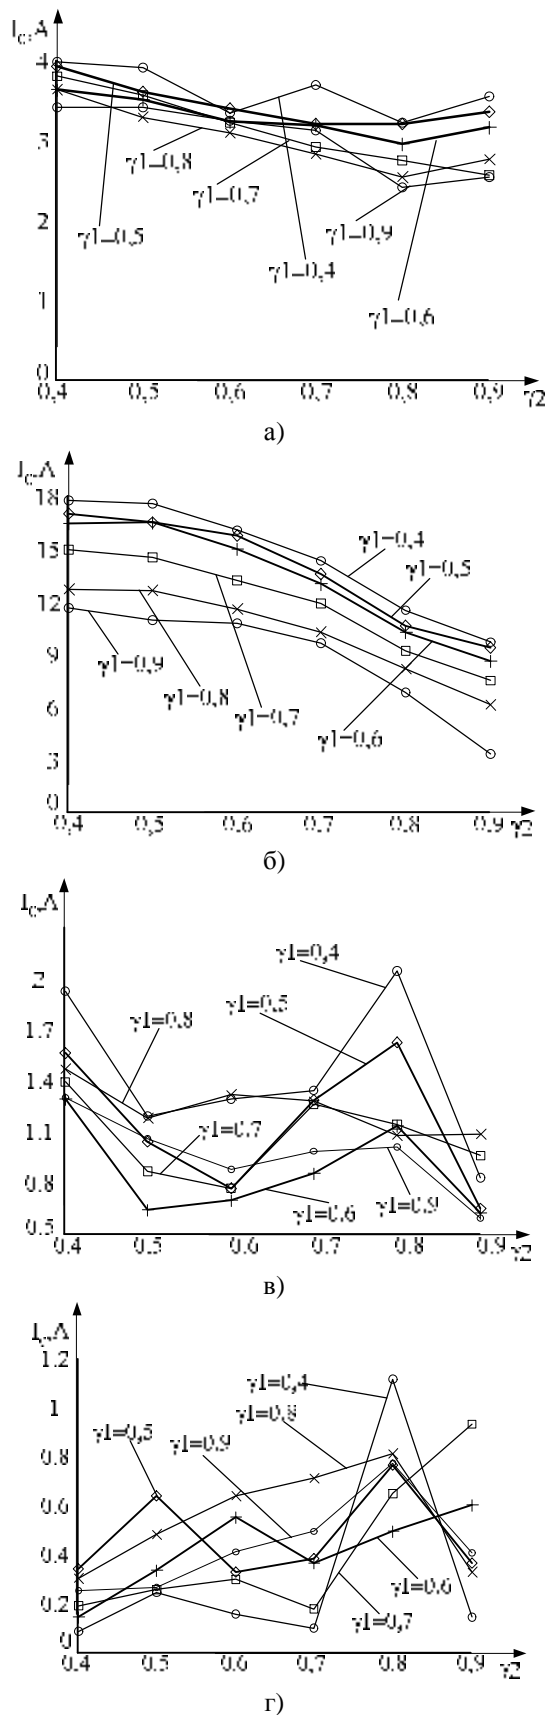 I_C, A
4
3
2
1
0
γ1=0,8
γ1=0,7
γ1=0,5
γ1=0,9
γ1=0,4
γ1=0,6
0,4 0,5 0,6 0,7 0,8 0,9
γ2
а)
I_C, A
18
15
12
9
6
3
0
γ1=0,4
γ1=0,5
γ1=0,9
γ1=0,8
γ1=0,7
γ1=0,6
0,4 0,5 0,6 0,7 0,8 0,9 γ2
б)
I_C, A
2
1.7
1.4
1.1
0.8
0.5
γ1=0,4
γ1=0.5
γ1=0.8
γ1=0.7
γ1=0.6
γ1=0.9
0.4 0.5 0.6 0.7 0.8 0.9 γ2
в)
I_C, A
1.2
1
0.8
0.6
0.4
0.2
0
γ1=0,4
γ1=0,8
γ1=0,5
γ1=0.9
γ1=0.6
γ1=0,7
0.4 0.5 0.6 0.7 0.8 0.9 γ2
г)